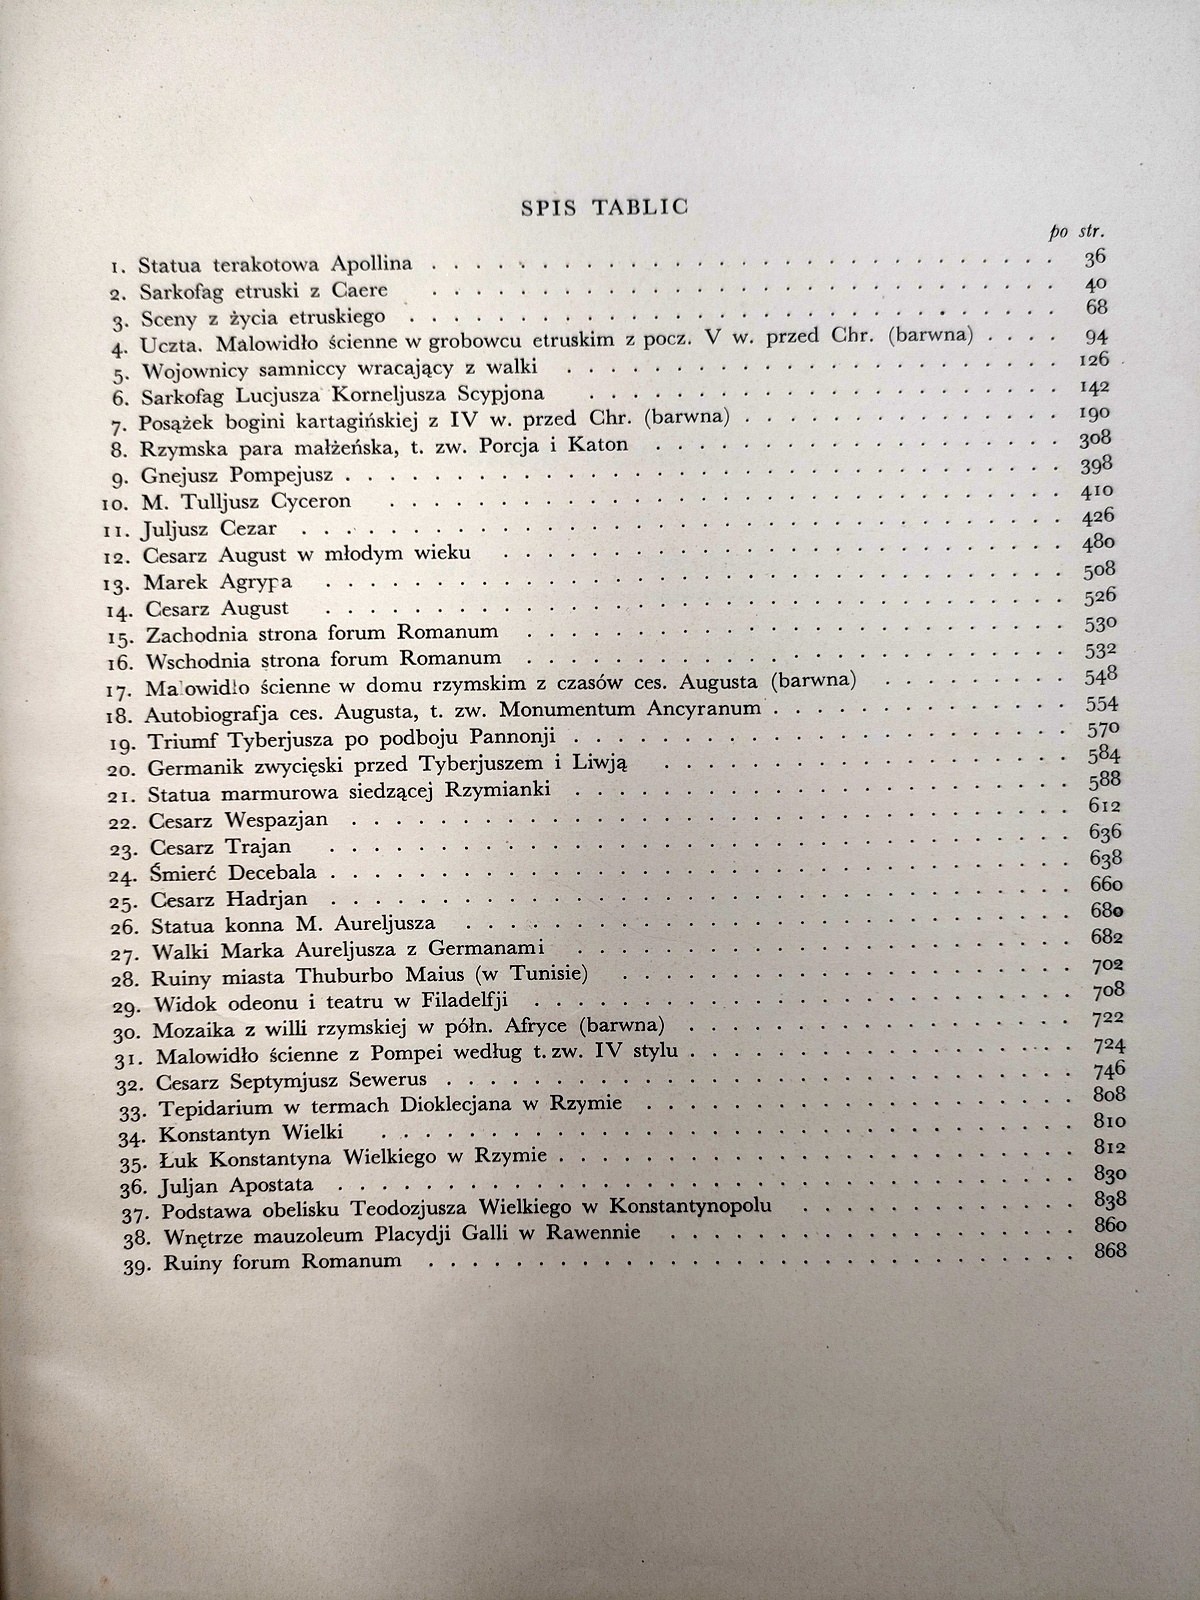 SPIS TABLIC
po str.
1. Statua terakotowa Apollina . . . . . . . . . . . . . . . . . . . . . . . . . . . . 36
2. Sarkofag etruski z Caere . . . . . . . . . . . . . . . . . . . . . . . . . . . . 40
3. Sceny z życia etruskiego . . . . . . . . . . . . . . . . . . . . . . . . . . . . . 68
4. Uczta. Malowidło ścienne w grobowcu etruskim z pocz. V w. przed Chr. (barwna) . . . . 94
5. Wojownicy samniccy wracający z walki . . . . . . . . . . . . . . . . . . . . . . 126
6. Sarkofag Lucjusza Korneljusza Scypjona . . . . . . . . . . . . . . . . . . . . . 142
7. Posążek bogini kartagińskiej z IV w. przed Chr. (barwna) . . . . . . . . . . . . . . 190
8. Rzymska para małżeńska, t. zw. Porcja i Katon . . . . . . . . . . . . . . . . . . 308
9. Gnejusz Pompejusz . . . . . . . . . . . . . . . . . . . . . . . . . . . . . . . . 398
10. M. Tulljusz Cyceron . . . . . . . . . . . . . . . . . . . . . . . . . . . . . . 410
11. Juljusz Cezar . . . . . . . . . . . . . . . . . . . . . . . . . . . . . . . . . . 426
12. Cesarz August w młodym wieku . . . . . . . . . . . . . . . . . . . . . . . . . 480
13. Marek Agrypa . . . . . . . . . . . . . . . . . . . . . . . . . . . . . . . . . 508
14. Cesarz August . . . . . . . . . . . . . . . . . . . . . . . . . . . . . . . . . 526
15. Zachodnia strona forum Romanum . . . . . . . . . . . . . . . . . . . . . . . . 530
16. Wschodnia strona forum Romanum . . . . . . . . . . . . . . . . . . . . . . . . 532
17. Malowidło ścienne w domu rzymskim z czasów ces. Augusta (barwna) . . . . . . . . 548
18. Autobiografja ces. Augusta, t. zw. Monumentum Ancyranum . . . . . . . . . . . . . 554
19. Triumf Tyberjusza po podboju Pannonji . . . . . . . . . . . . . . . . . . . . . . 570
20. Germanik zwycięski przed Tyberjuszem i Liwją . . . . . . . . . . . . . . . . . . 584
21. Statua marmurowa siedzącej Rzymianki . . . . . . . . . . . . . . . . . . . . . . 588
22. Cesarz Wespazjan . . . . . . . . . . . . . . . . . . . . . . . . . . . . . . . . 612
23. Cesarz Trajan . . . . . . . . . . . . . . . . . . . . . . . . . . . . . . . . . 636
24. Śmierć Decebala . . . . . . . . . . . . . . . . . . . . . . . . . . . . . . . . . 638
25. Cesarz Hadrjan . . . . . . . . . . . . . . . . . . . . . . . . . . . . . . . . . 660
26. Statua konna M. Aureljusza . . . . . . . . . . . . . . . . . . . . . . . . . . . 680
27. Walki Marka Aureljusza z Germanami . . . . . . . . . . . . . . . . . . . . . . 682
28. Ruiny miasta Thuburbo Maius (w Tunisie) . . . . . . . . . . . . . . . . . . . . 702
29. Widok odeonu i teatru w Filadelfji . . . . . . . . . . . . . . . . . . . . . . . . 708
30. Mozaika z willi rzymskiej w półn. Afryce (barwna) . . . . . . . . . . . . . . . . . 722
31. Malowidło ścienne z Pompei według t. zw. IV stylu . . . . . . . . . . . . . . . . . 724
32. Cesarz Septymjusz Sewerus . . . . . . . . . . . . . . . . . . . . . . . . . . . . 746
33. Tepidarium w termach Dioklecjana w Rzymie . . . . . . . . . . . . . . . . . . . 808
34. Konstantyn Wielki . . . . . . . . . . . . . . . . . . . . . . . . . . . . . . . 810
35. Łuk Konstantyna Wielkiego w Rzymie . . . . . . . . . . . . . . . . . . . . . . . 812
36. Juljan Apostata . . . . . . . . . . . . . . . . . . . . . . . . . . . . . . . . . 830
37. Podstawa obelisku Teodozjusza Wielkiego w Konstantynopolu . . . . . . . . . . . . 838
38. Wnętrze mauzoleum Placydji Galli w Rawennie . . . . . . . . . . . . . . . . . . 860
39. Ruiny forum Romanum . . . . . . . . . . . . . . . . . . . . . . . . . . . . . 868